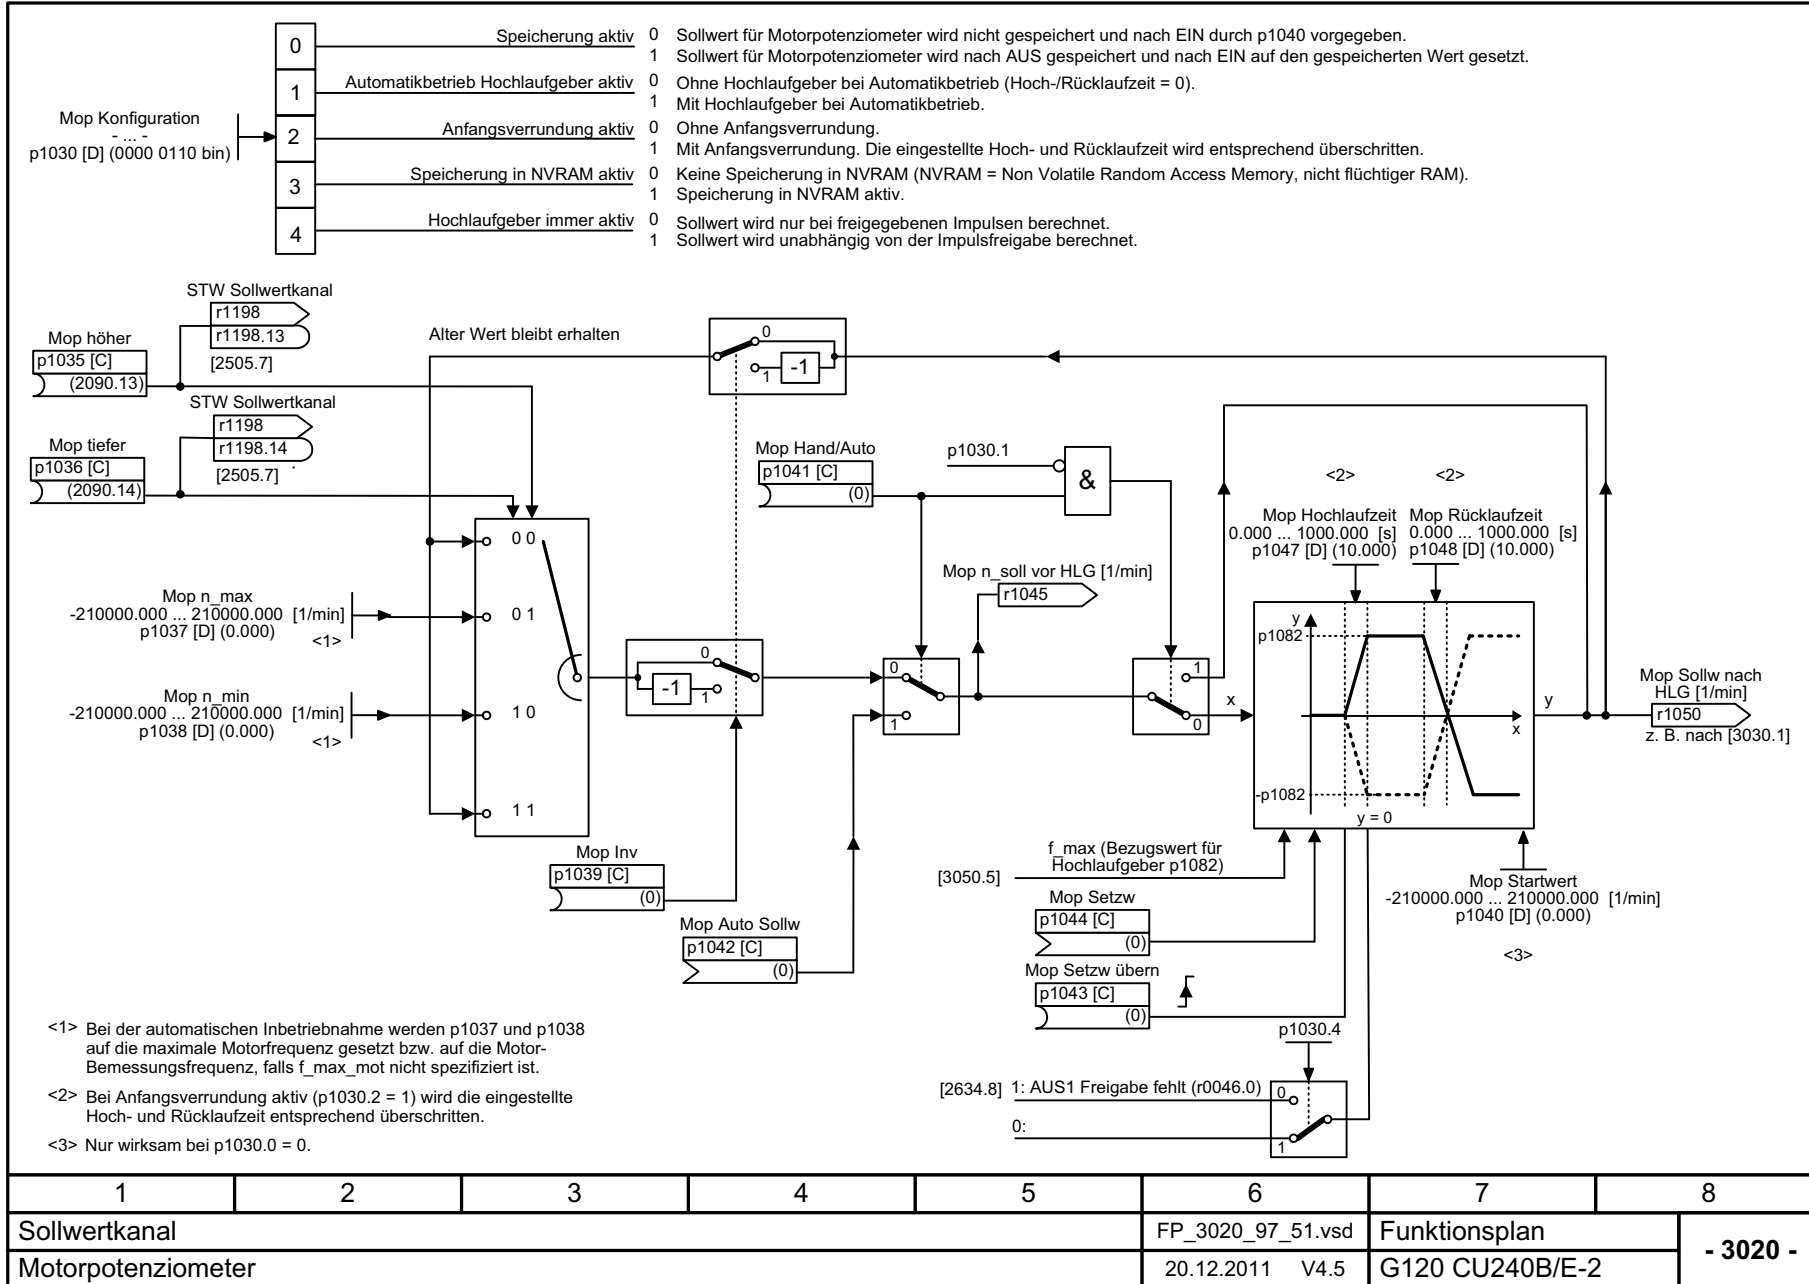 0
Speicherung aktiv
0 Sollwert für Motorpotenziometer wird nicht gespeichert und nach EIN durch p1040 vorgegeben.
1 Sollwert für Motorpotenziometer wird nach AUS gespeichert und nach EIN auf den gespeicherten Wert gesetzt.
1
Automatikbetrieb Hochlaufgeber aktiv
0 Ohne Hochlaufgeber bei Automatikbetrieb (Hoch-/Rücklaufzeit = 0).
1 Mit Hochlaufgeber bei Automatikbetrieb.
Mop Konfiguration
- ... -
p1030 [D] (0000 0110 bin)
2
Anfangsverrundung aktiv
0 Ohne Anfangsverrundung.
1 Mit Anfangsverrundung. Die eingestellte Hoch- und Rücklaufzeit wird entsprechend überschritten.
3
Speicherung in NVRAM aktiv
0 Keine Speicherung in NVRAM (NVRAM = Non Volatile Random Access Memory, nicht flüchtiger RAM).
1 Speicherung in NVRAM aktiv.
4
Hochlaufgeber immer aktiv
0 Sollwert wird nur bei freigegebenen Impulsen berechnet.
1 Sollwert wird unabhängig von der Impulsfreigabe berechnet.
STW Sollwertkanal
r1198
r1198.13
[2505.7]
Mop höher
p1035 [C]
(2090.13)
Alter Wert bleibt erhalten
0
1
-1
STW Sollwertkanal
r1198
r1198.14
[2505.7]
Mop tiefer
p1036 [C]
(2090.14)
Mop Hand/Auto
p1041 [C]
(0)
p1030.1
&
<2>
<2>
Mop Hochlaufzeit
0.000 ... 1000.000 [s]
p1047 [D] (10.000)
Mop Rücklaufzeit
0.000 ... 1000.000 [s]
p1048 [D] (10.000)
0 0
0 1
1 0
1 1
Mop n_max
-210000.000 ... 210000.000 [1/min]
p1037 [D] (0.000)
<1>
Mop n_min
-210000.000 ... 210000.000 [1/min]
p1038 [D] (0.000)
<1>
0
-1
1
Mop n_soll vor HLG [1/min]
r1045
0
1
1
0
x
y
p1082
x
-p1082
y = 0
y
Mop Sollw nach
HLG [1/min]
r1050
z. B. nach [3030.1]
Mop Inv
p1039 [C]
(0)
Mop Auto Sollw
p1042 [C]
(0)
[3050.5]
f_max (Bezugswert für
Hochlaufgeber p1082)
Mop Setzw
p1044 [C]
(0)
Mop Setzw übern
p1043 [C]
(0)
Mop Startwert
-210000.000 ... 210000.000 [1/min]
p1040 [D] (0.000)
<3>
p1030.4
[2634.8] 1: AUS1 Freigabe fehlt (r0046.0)
0
0:
1
<1> Bei der automatischen Inbetriebnahme werden p1037 und p1038
auf die maximale Motorfrequenz gesetzt bzw. auf die Motor-
Bemessungsfrequenz, falls f_max_mot nicht spezifiziert ist.
<2> Bei Anfangsverrundung aktiv (p1030.2 = 1) wird die eingestellte
Hoch- und Rücklaufzeit entsprechend überschritten.
<3> Nur wirksam bei p1030.0 = 0.
1 2 3 4 5 6 7 8
Sollwertkanal
FP_3020_97_51.vsd
Funktionsplan
- 3020 -
Motorpotenziometer
20.12.2011 V4.5
G120 CU240B/E-2